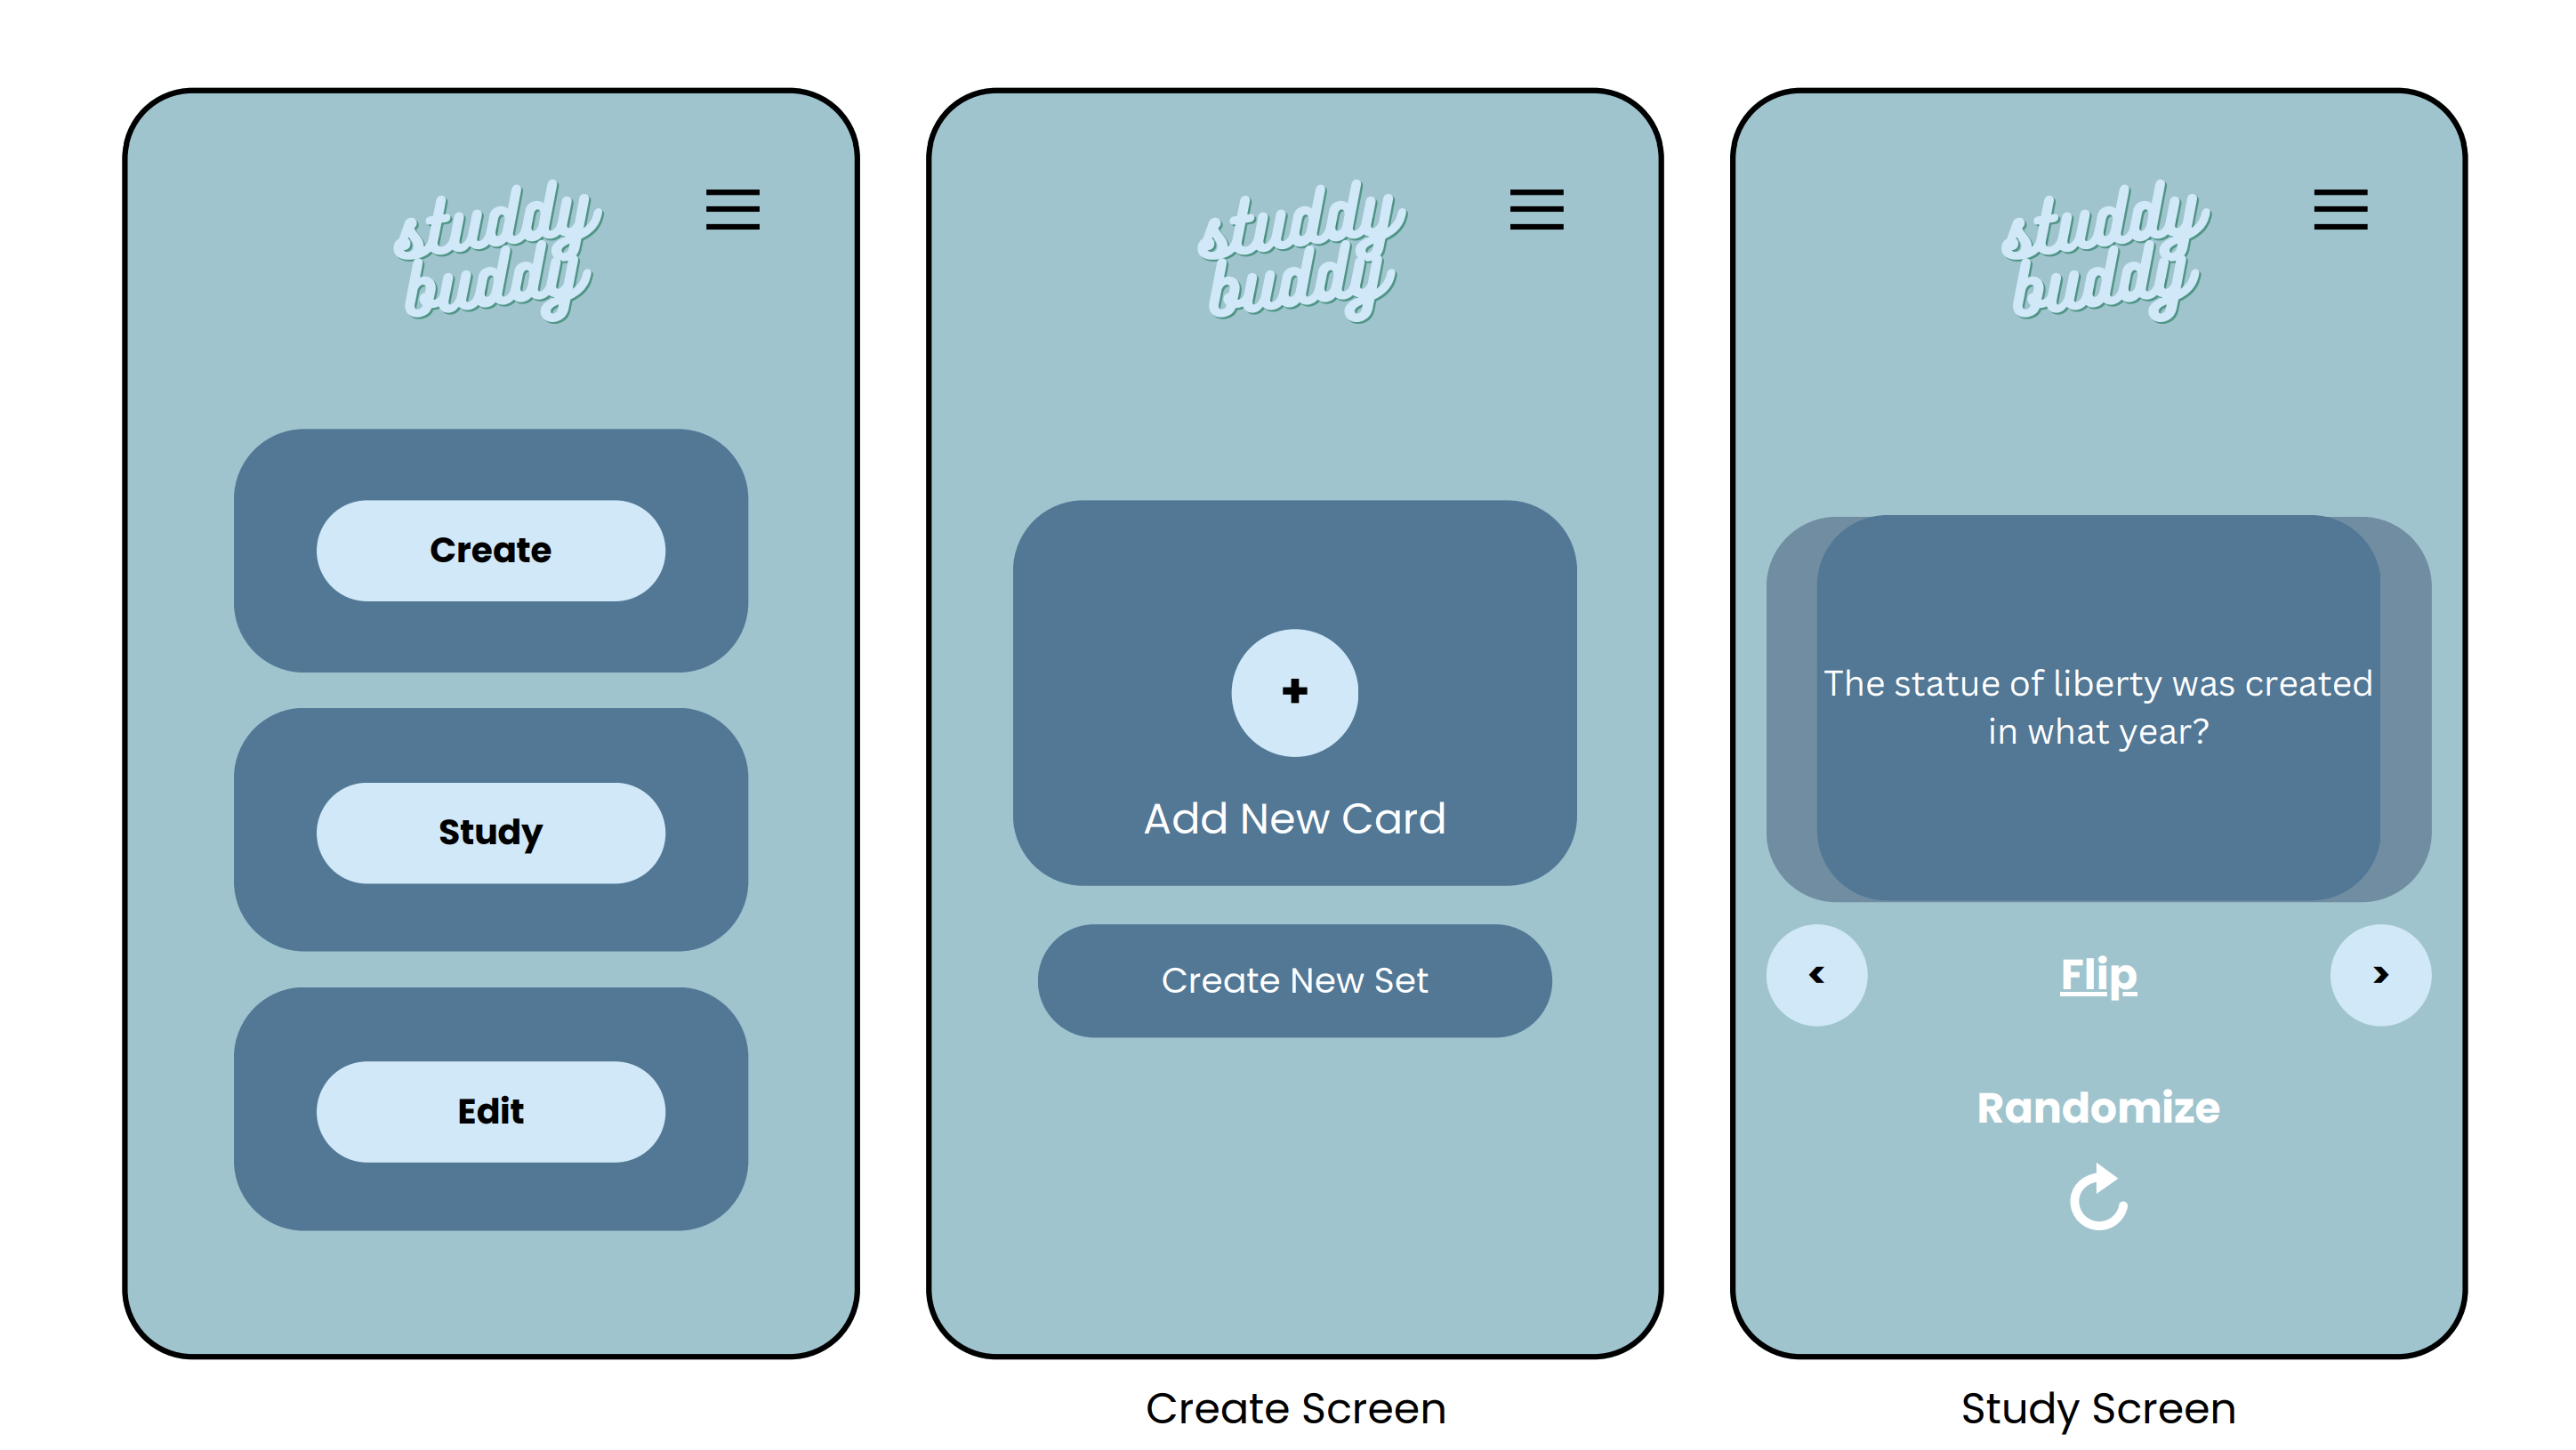 studdy
buddy
Create
Study
Edit
studdy
buddy
+
Add New Card
Create New Set
Create Screen
studdy
buddy
The statue of liberty was created
in what year?
<
Flip
>
Randomize
Study Screen